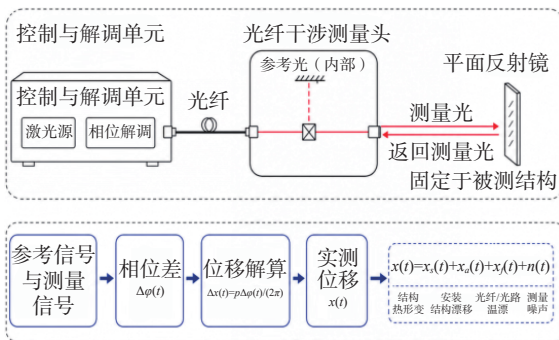 控制与解调单元
光纤干涉测量头
控制与解调单元
激光源
相位解调
光纤
参考光（内部）
平面反射镜
测量光
返回测量光
固定于被测结构
参考信号
与测量
信号
相位差
Δφ(t)
位移解算
Δx(t)=pΔφ(t)/(2π)
实测
位移
x(t)
x(t)=xs(t)+xa(t)+xf(t)+n(t)
结构
热形变
安装
结构漂移
光纤/光路
温漂
测量
噪声